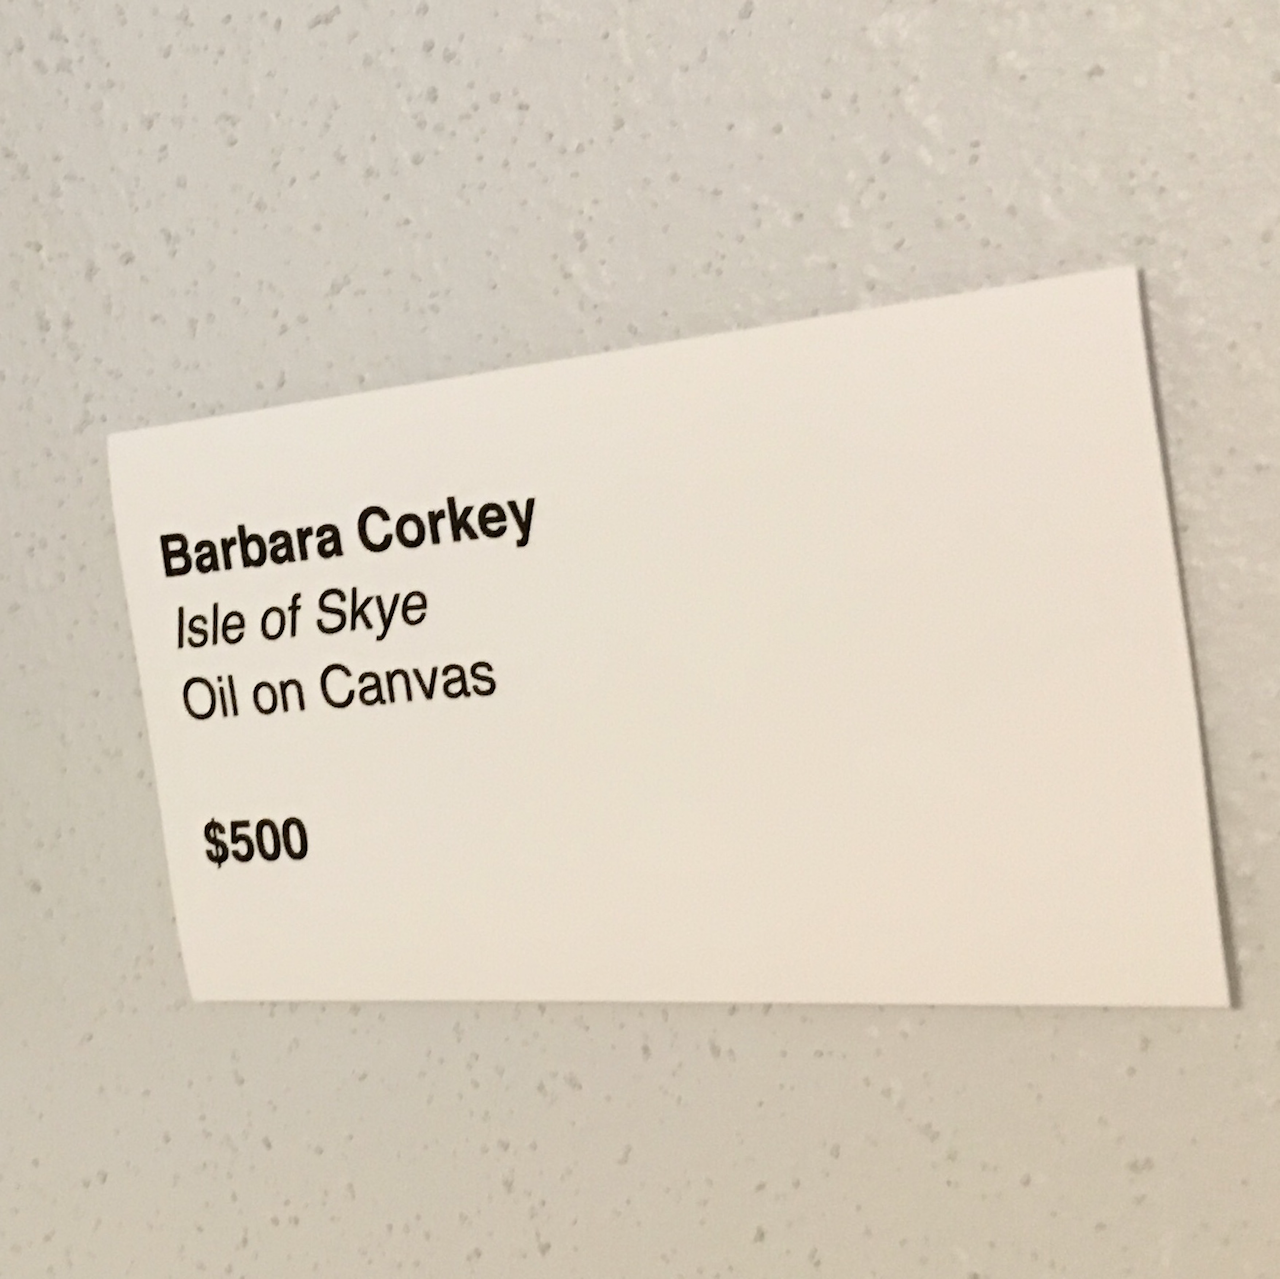 Barbara Corkey
Isle of Skye
Oil on Canvas
$500